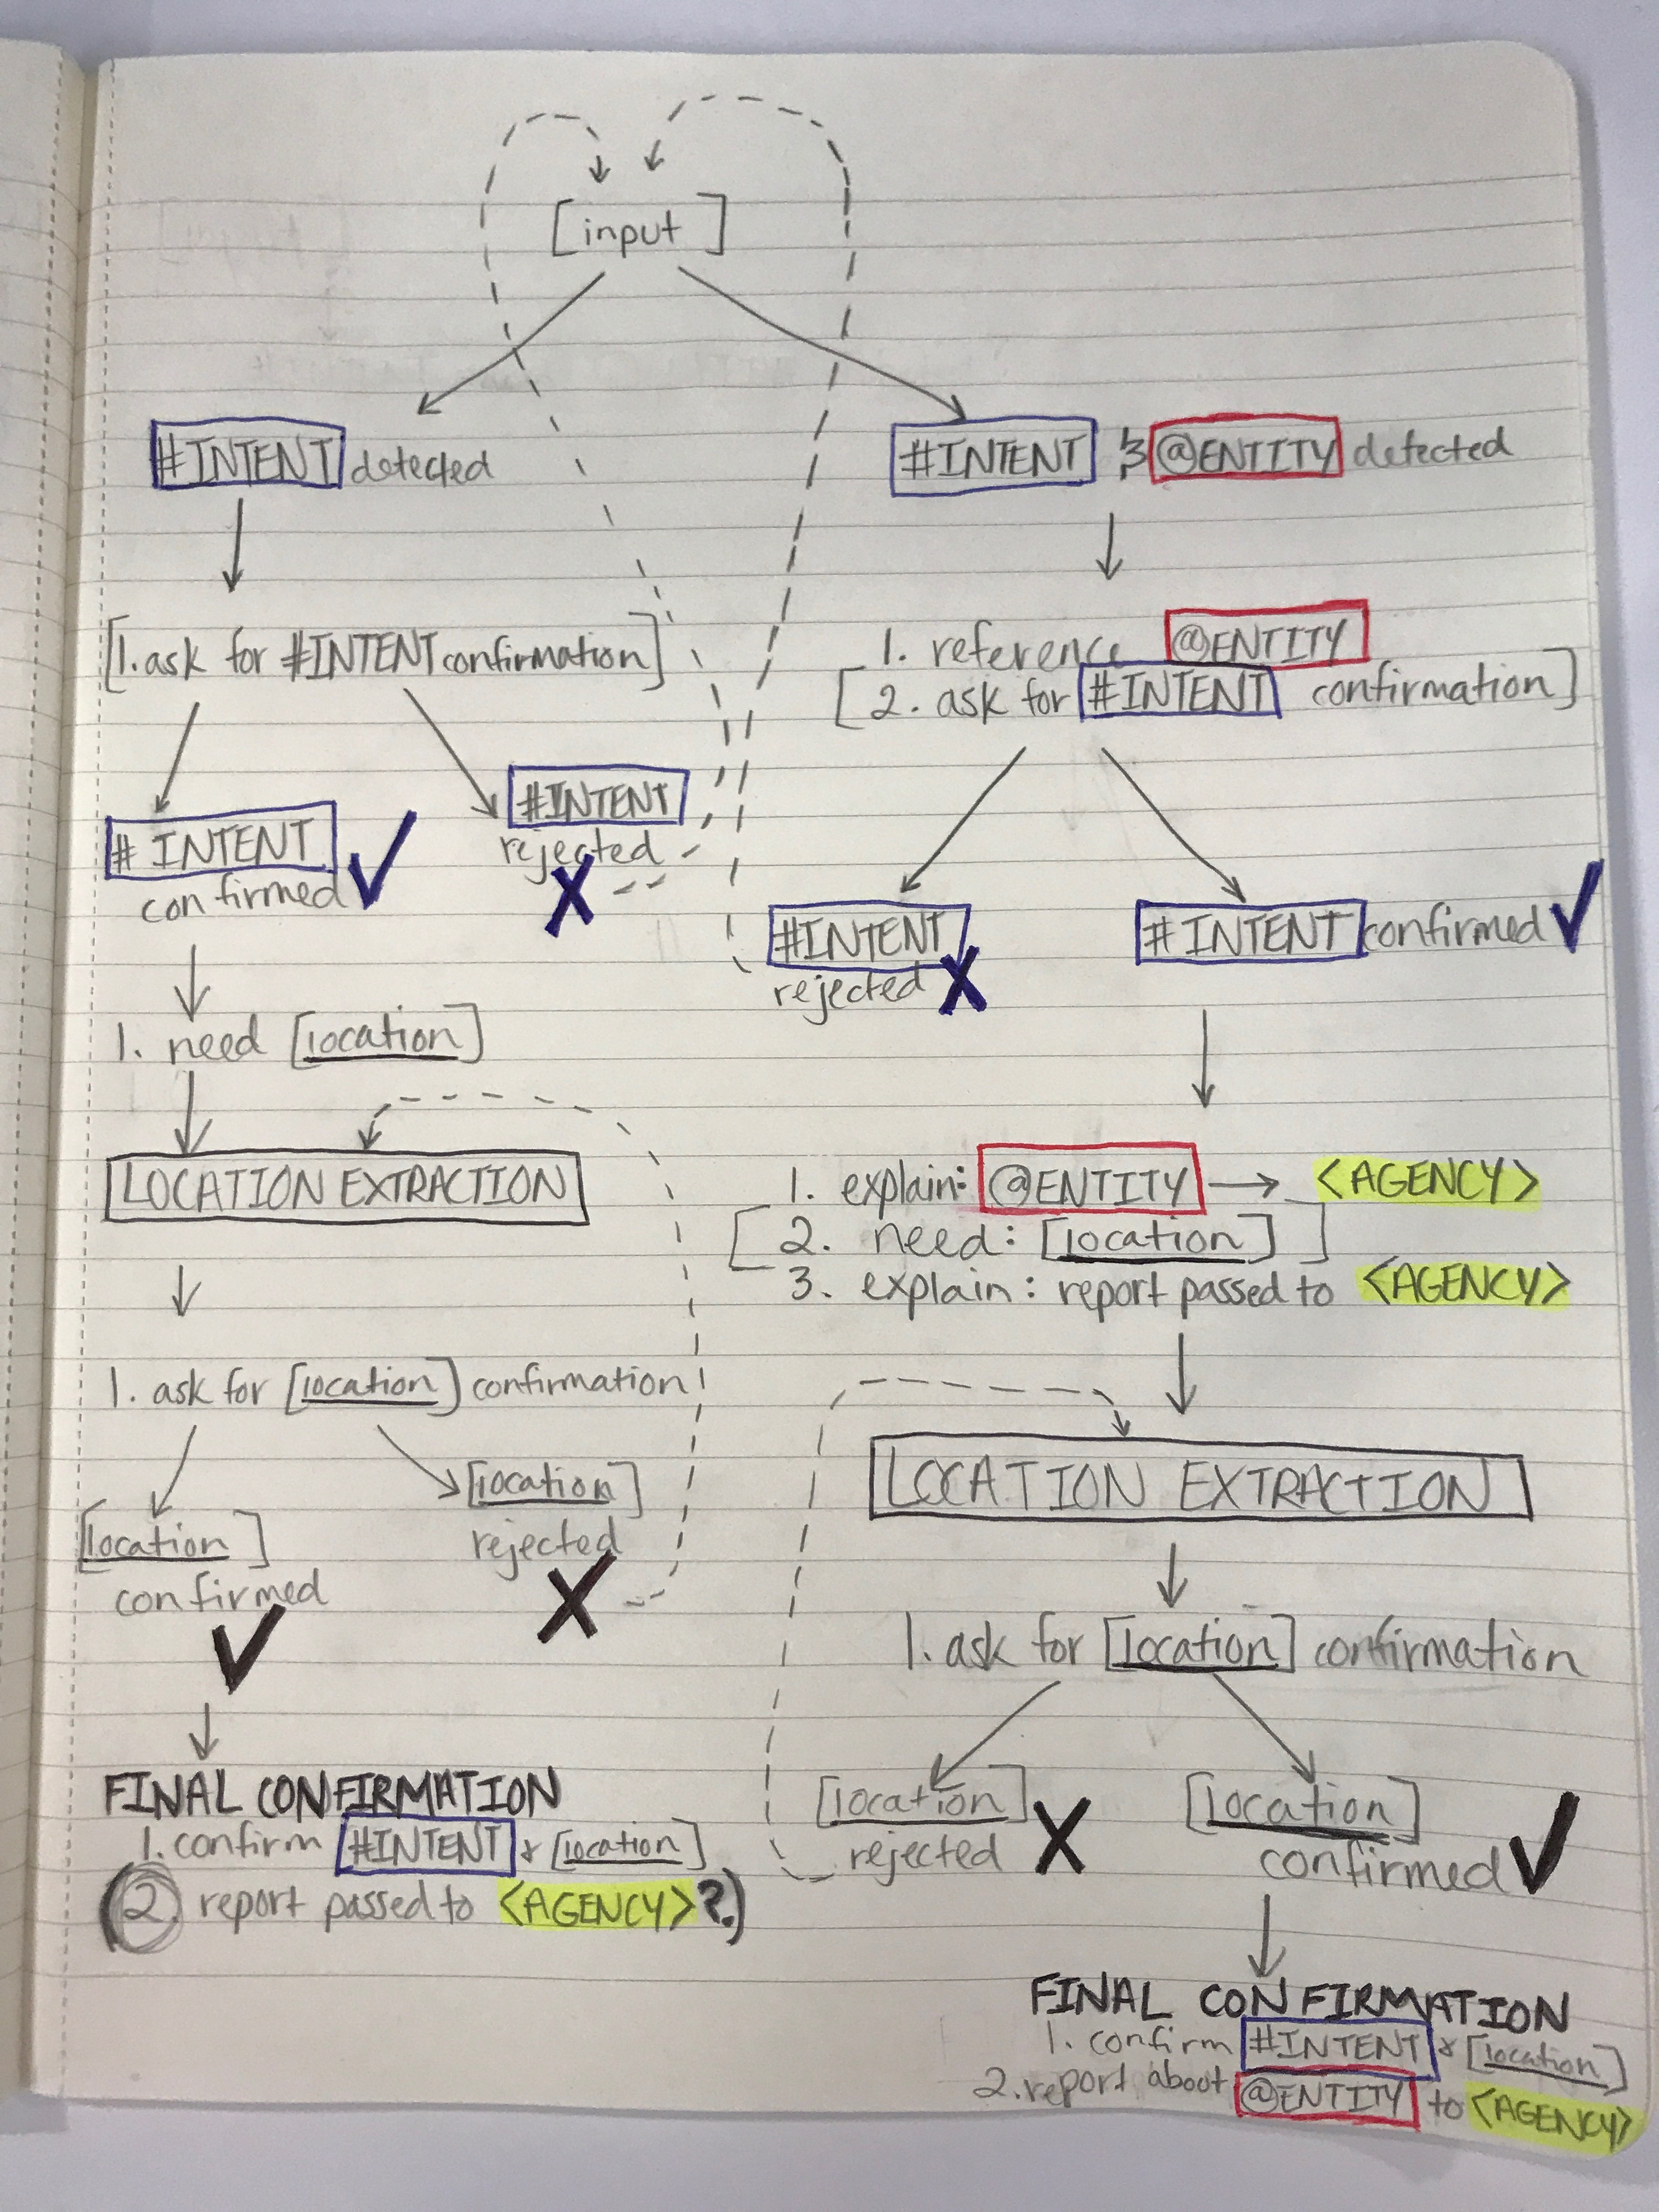 [input]
#INTENT detected
[1. ask for #INTENT confirmation]
#INTENT
confirmed
#INTENT
rejected
1. need [location]
LOCATION EXTRACTION
1. ask for [location] confirmation
[location]
confirmed
[location]
rejected
FINAL CONFIRMATION
1. confirm #INTENT & [location]
(2. report passed to <AGENCY>?)
#INTENT & @ENTITY detected
1. reference @ENTITY
[2. ask for #INTENT confirmation]
#INTENT
rejected
#INTENT confirmed
1. explain: @ENTITY → <AGENCY>
[2. need: [location]]
3. explain: report passed to <AGENCY>
LOCATION EXTRACTION
1. ask for [location] confirmation
[location]
rejected
[location]
confirmed
FINAL CONFIRMATION
1. confirm #INTENT & [location]
2. report about @ENTITY to <AGENCY>